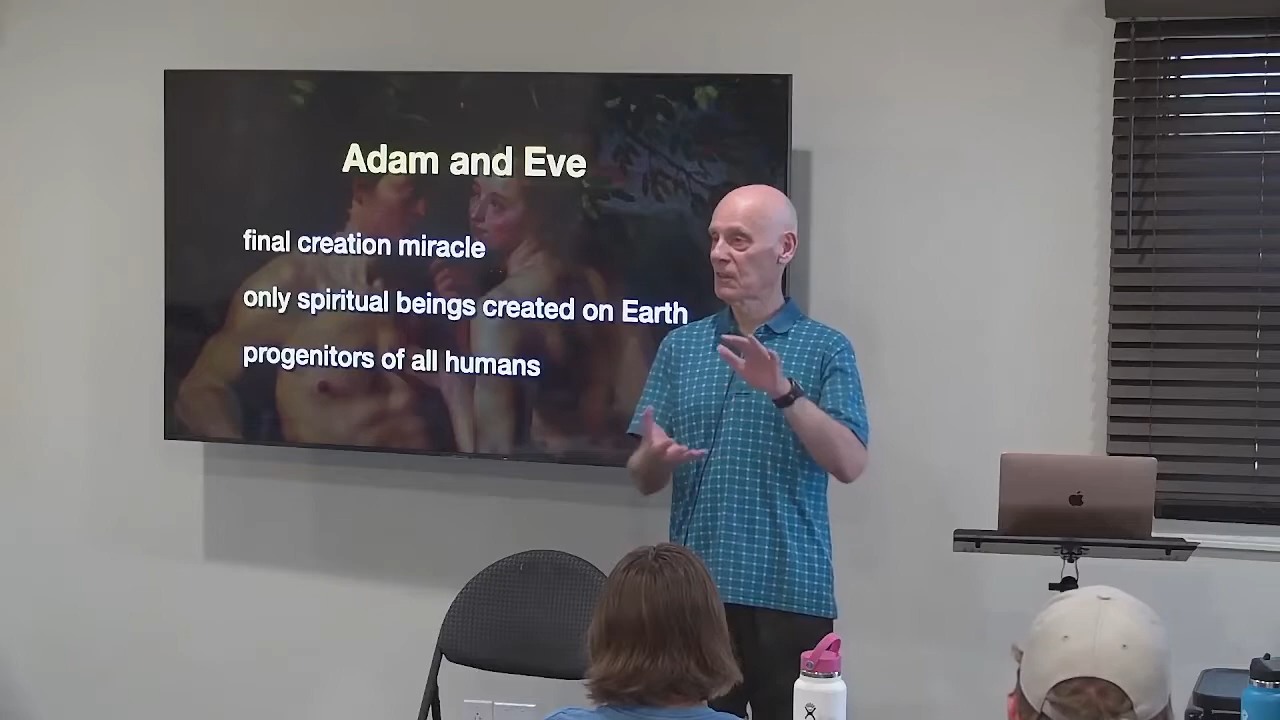 Adam and Eve
final creation miracle
only spiritual beings created on Earth
progenitors of all humans